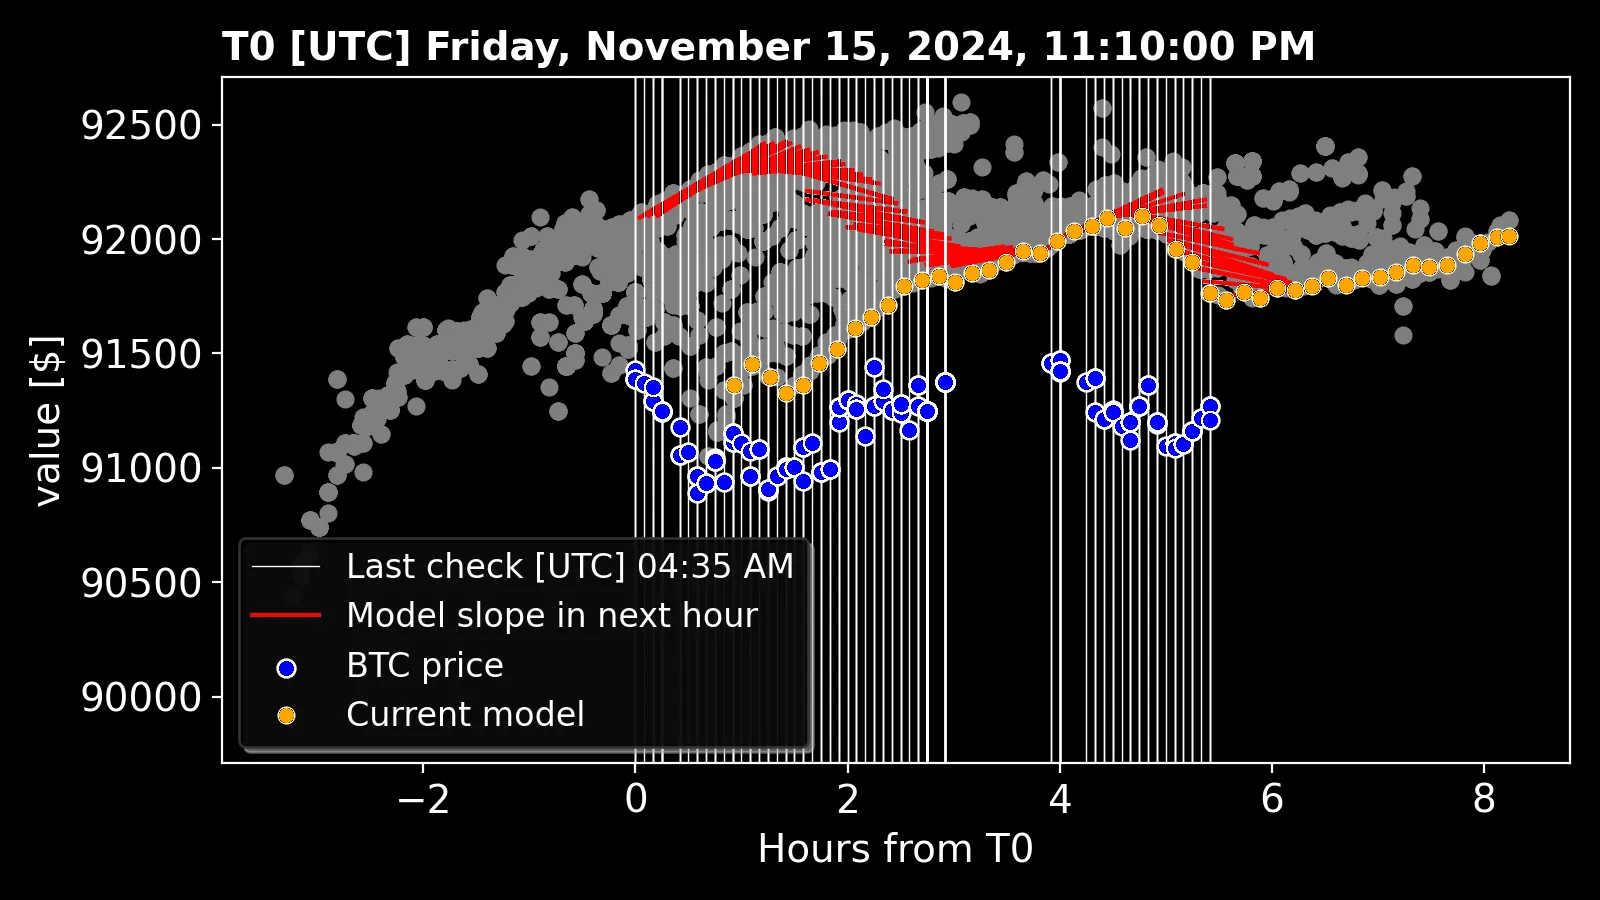 T0 [UTC] Friday, November 15, 2024, 11:10:00 PM
value [$]
92500
92000
91500
91000
90500
90000
Last check [UTC] 04:35 AM
Model slope in next hour
BTC price
Current model
−2 0 2 4 6 8
Hours from T0